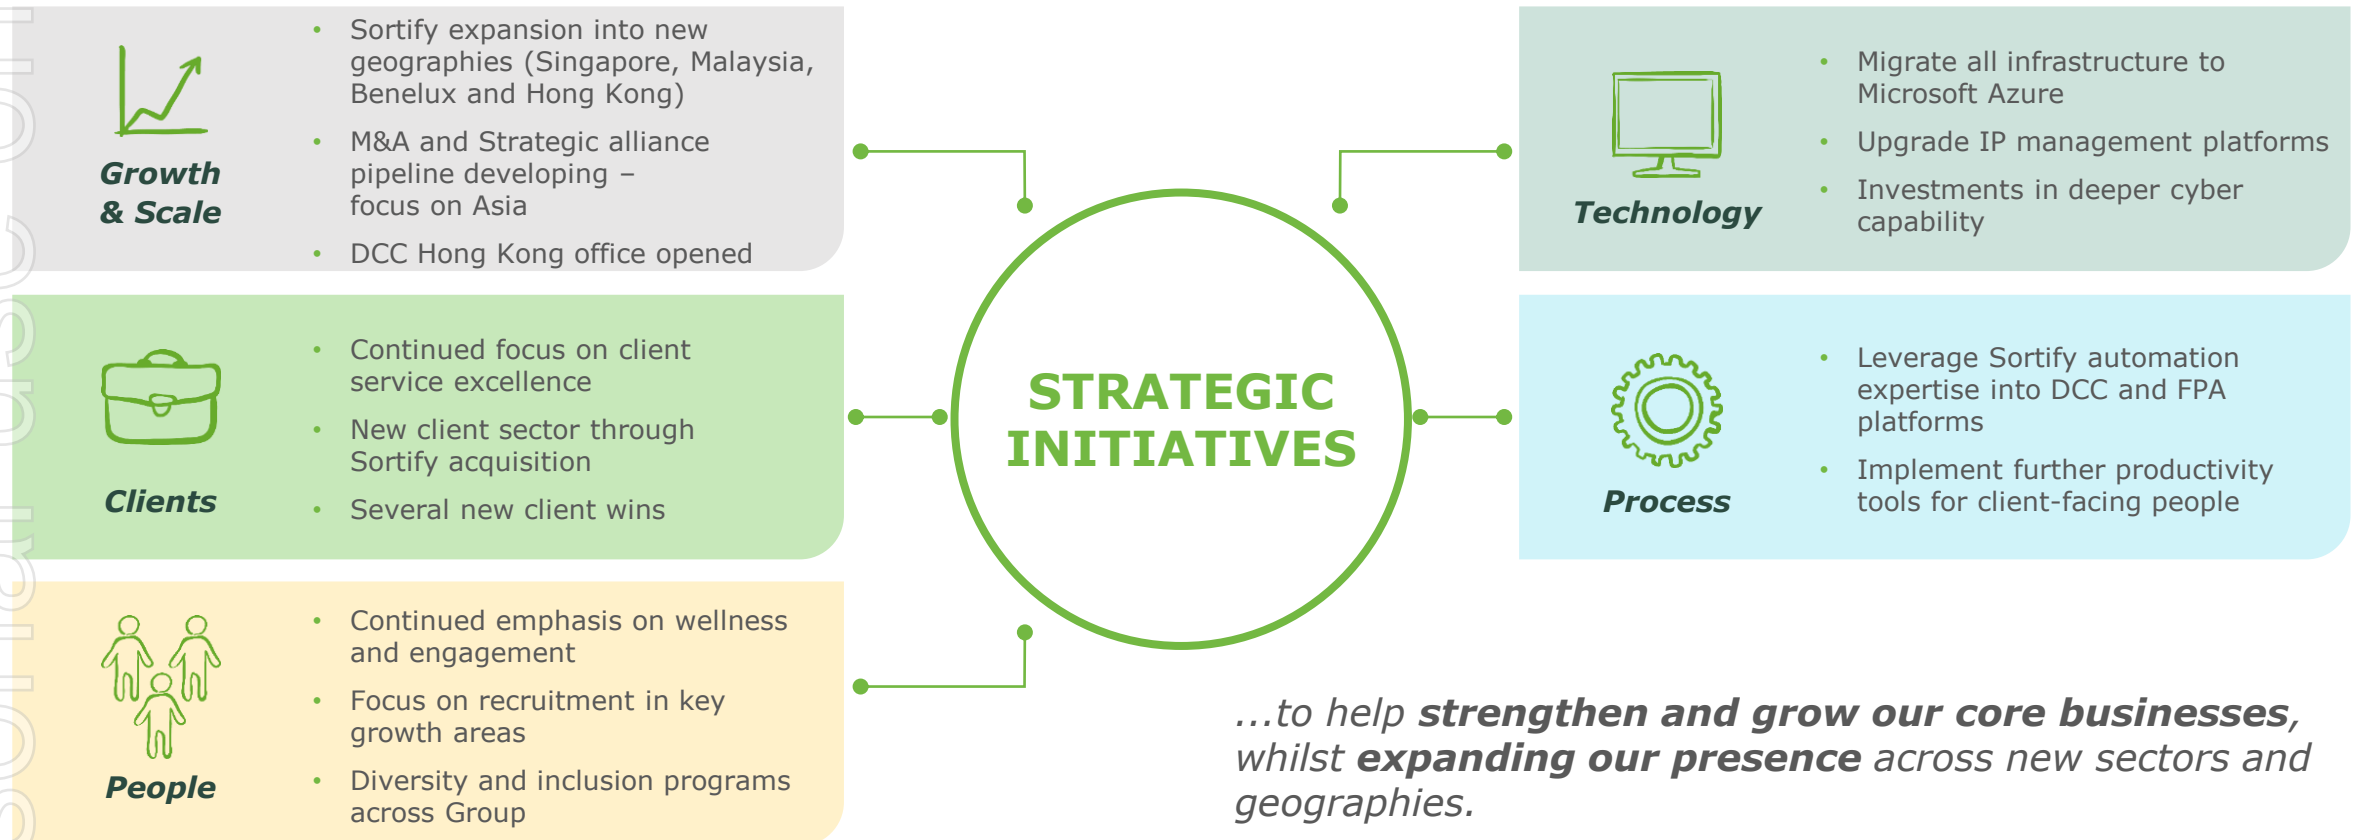 Growth
& Scale
• Sortify expansion into new
geographies (Singapore, Malaysia,
Benelux and Hong Kong)
• M&A and Strategic alliance
pipeline developing –
focus on Asia
• DCC Hong Kong office opened
Clients
• Continued focus on client
service excellence
• New client sector through
Sortify acquisition
• Several new client wins
People
• Continued emphasis on wellness
and engagement
• Focus on recruitment in key
growth areas
• Diversity and inclusion programs
across Group
STRATEGIC
INITIATIVES
Technology
• Migrate all infrastructure to
Microsoft Azure
• Upgrade IP management platforms
• Investments in deeper cyber
capability
Process
• Leverage Sortify automation
expertise into DCC and FPA
platforms
• Implement further productivity
tools for client-facing people
...to help strengthen and grow our core businesses,
whilst expanding our presence across new sectors and
geographies.